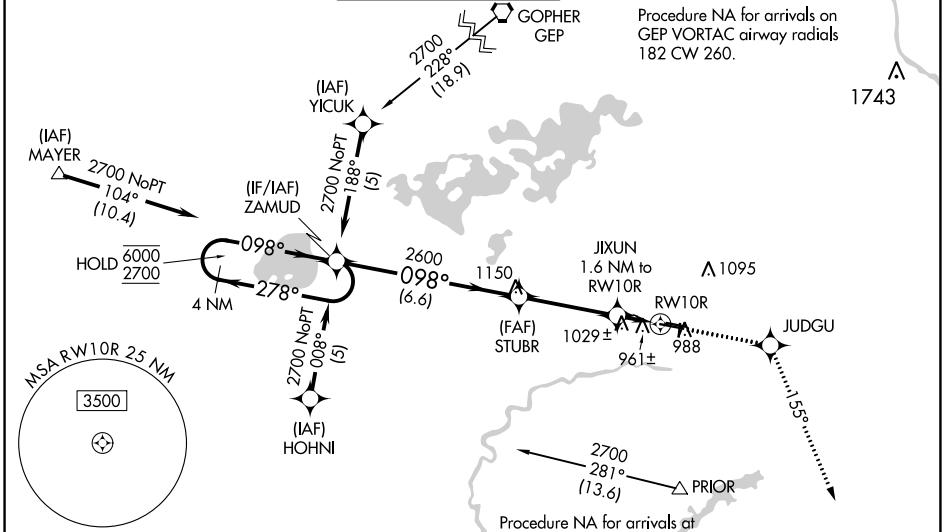 GOPHER
GEP
Procedure NA for arrivals on
GEP VORTAC airway radials
182 CW 260.
1743
2700
228°
(18.9)
(IAF)
YICUK
(IAF)
MAYER
2700 NoPT
104°
(10.4)
2700 NoPT
188°
(5)
(IF/IAF)
ZAMUD
HOLD 6000
2700
098°
278°
4 NM
2600
098°
(6.6)
1150
JIXUN
1.6 NM to
RW10R
1095
RW10R
(FAF)
STUBR
1029±
961±
988
JUDGU
155°
2700 NoPT
008°
(5)
(IAF)
HOHNI
MSA RW10R 25 NM
3500
2700
281°
(13.6)
PRIOR
Procedure NA for arrivals at